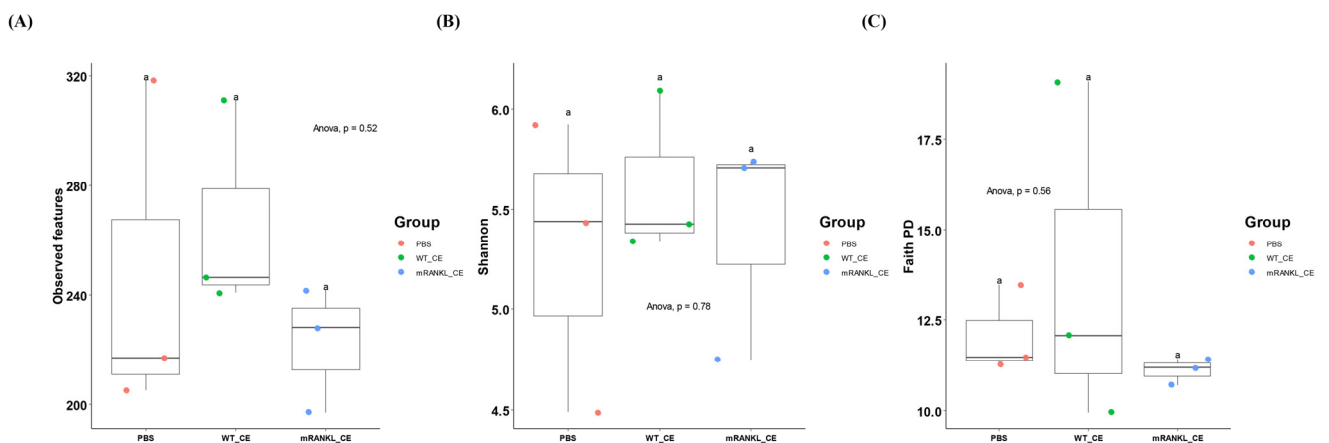 (A)
Observed features
320
280
240
200
a
a
a
Anova, p = 0.52
PBS
WT_CE
mRANKL_CE
Group
PBS
WT_CE
mRANKL_CE
(B)
Shannon
6.0
5.5
5.0
4.5
a
a
a
Anova, p = 0.78
PBS
WT_CE
mRANKL_CE
Group
PBS
WT_CE
mRANKL_CE
(C)
Faith PD
17.5
15.0
12.5
10.0
a
a
a
Anova, p = 0.56
PBS
WT_CE
mRANKL_CE
Group
PBS
WT_CE
mRANKL_CE